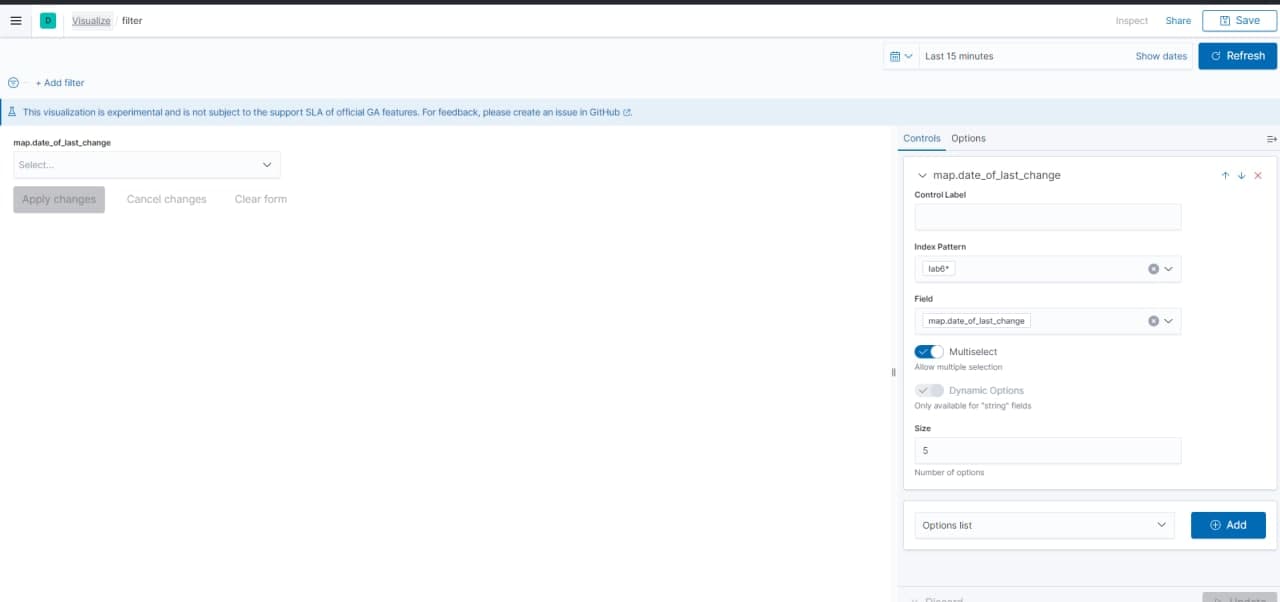 D Visualize / filter Inspect Share Save
Last 15 minutes Show dates Refresh
+ Add filter
This visualization is experimental and is not subject to the support SLA of official GA features. For feedback, please create an issue in GitHub.
map.date_of_last_change
Select...
Apply changes Cancel changes Clear form
Controls Options
map.date_of_last_change
Control Label
Index Pattern
lab6*
Field
map.date_of_last_change
Multiselect
Allow multiple selection
Dynamic Options
Only available for "string" fields
Size
5
Number of options
Options list Add
Discard Update